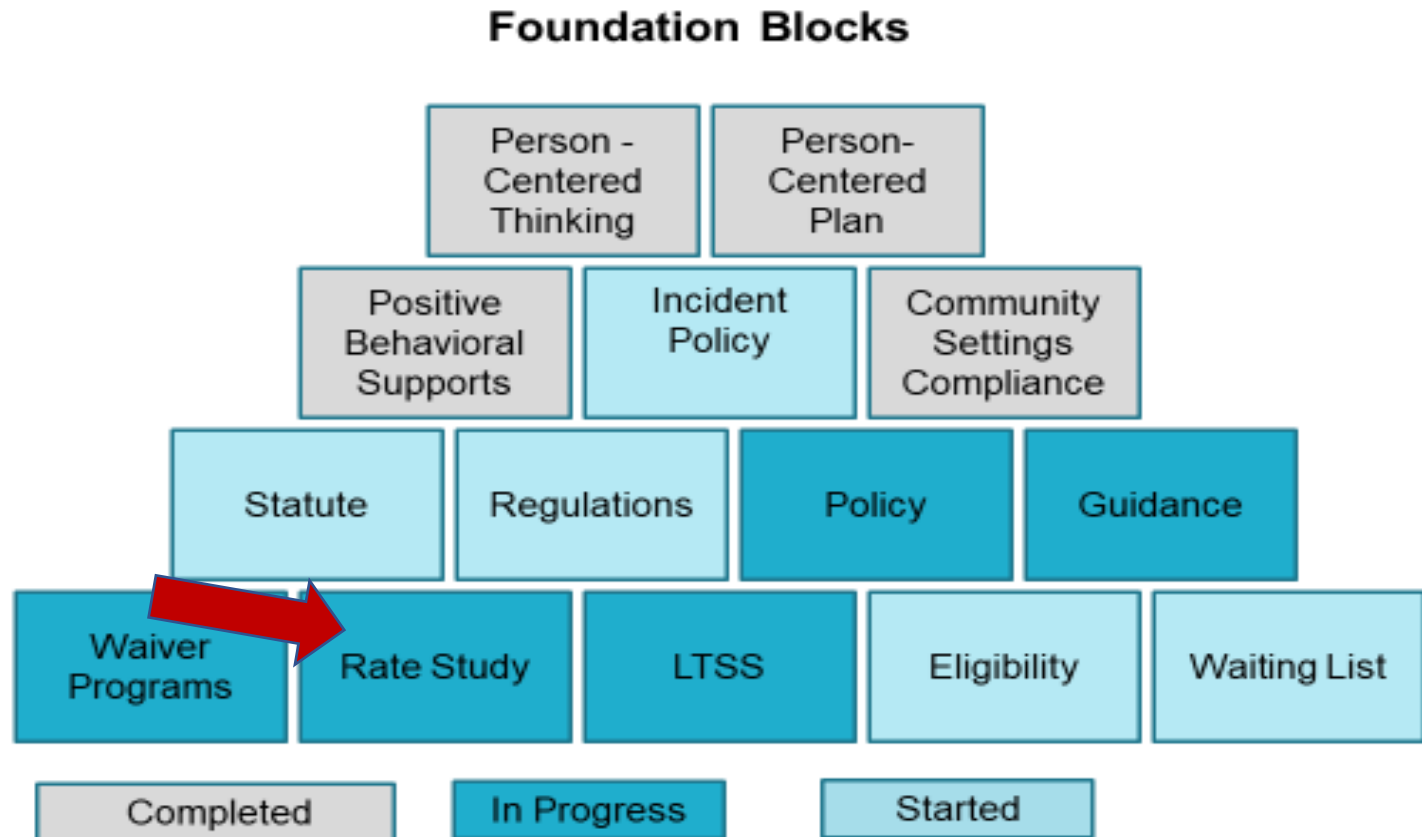 Foundation Blocks
Person -
Centered
Thinking
Person-
Centered
Plan
Positive
Behavioral
Supports
Incident
Policy
Community
Settings
Compliance
Statute
Regulations
Policy
Guidance
Waiver
Programs
Rate Study
LTSS
Eligibility
Waiting List
Completed
In Progress
Started